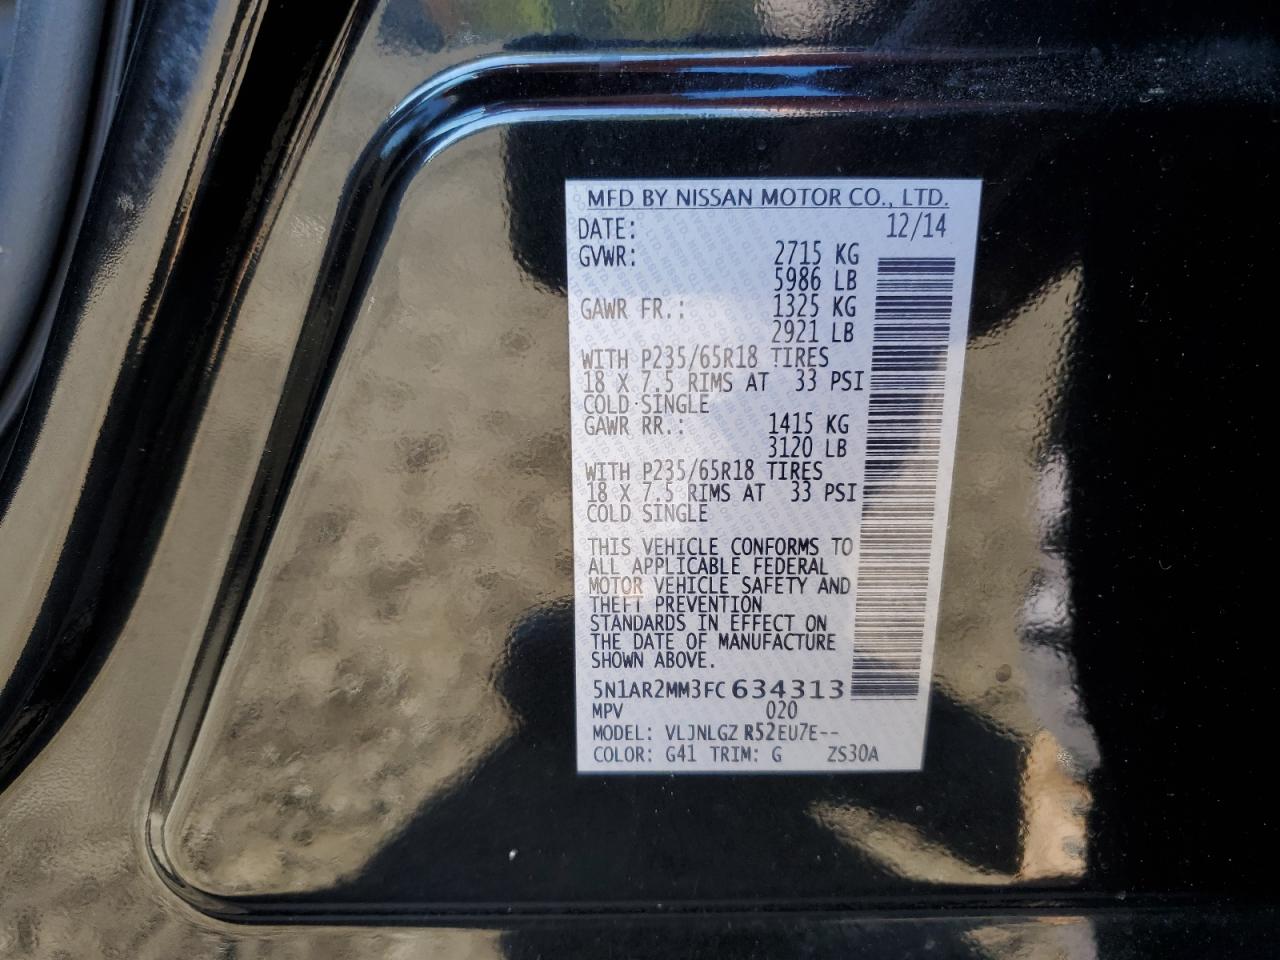 MFD BY NISSAN MOTOR CO., LTD.
DATE: 12/14
GVWR: 2715 KG
5986 LB
GAWR FR.: 1325 KG
2921 LB
WITH P235/65R18 TIRES
18 X 7.5 RIMS AT 33 PSI
COLD SINGLE
GAWR RR.: 1415 KG
3120 LB
WITH P235/65R18 TIRES
18 X 7.5 RIMS AT 33 PSI
COLD SINGLE
THIS VEHICLE CONFORMS TO
ALL APPLICABLE FEDERAL
MOTOR VEHICLE SAFETY AND
THEFT PREVENTION
STANDARDS IN EFFECT ON
THE DATE OF MANUFACTURE
SHOWN ABOVE.
5N1AR2MM3FC634313
MPV 020
MODEL: VLJNLGZ R52EU7E--
COLOR: G41 TRIM: G ZS30A